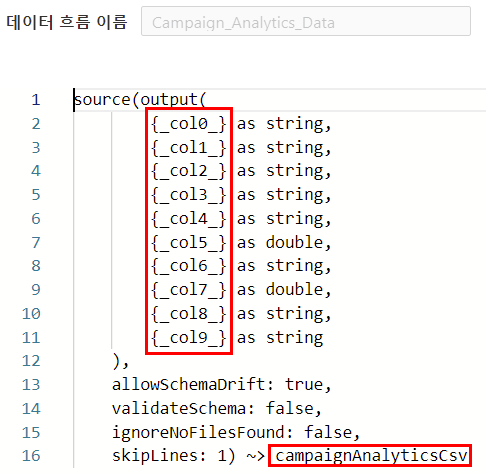 데이터 흐름 이름 Campaign_Analytics_Data
1 source(output(
2 {_col0_} as string,
3 {_col1_} as string,
4 {_col2_} as string,
5 {_col3_} as string,
6 {_col4_} as string,
7 {_col5_} as double,
8 {_col6_} as string,
9 {_col7_} as double,
10 {_col8_} as string,
11 {_col9_} as string
12 ),
13 allowSchemaDrift: true,
14 validateSchema: false,
15 ignoreNoFilesFound: false,
16 skipLines: 1) ~> campaignAnalyticsCsv